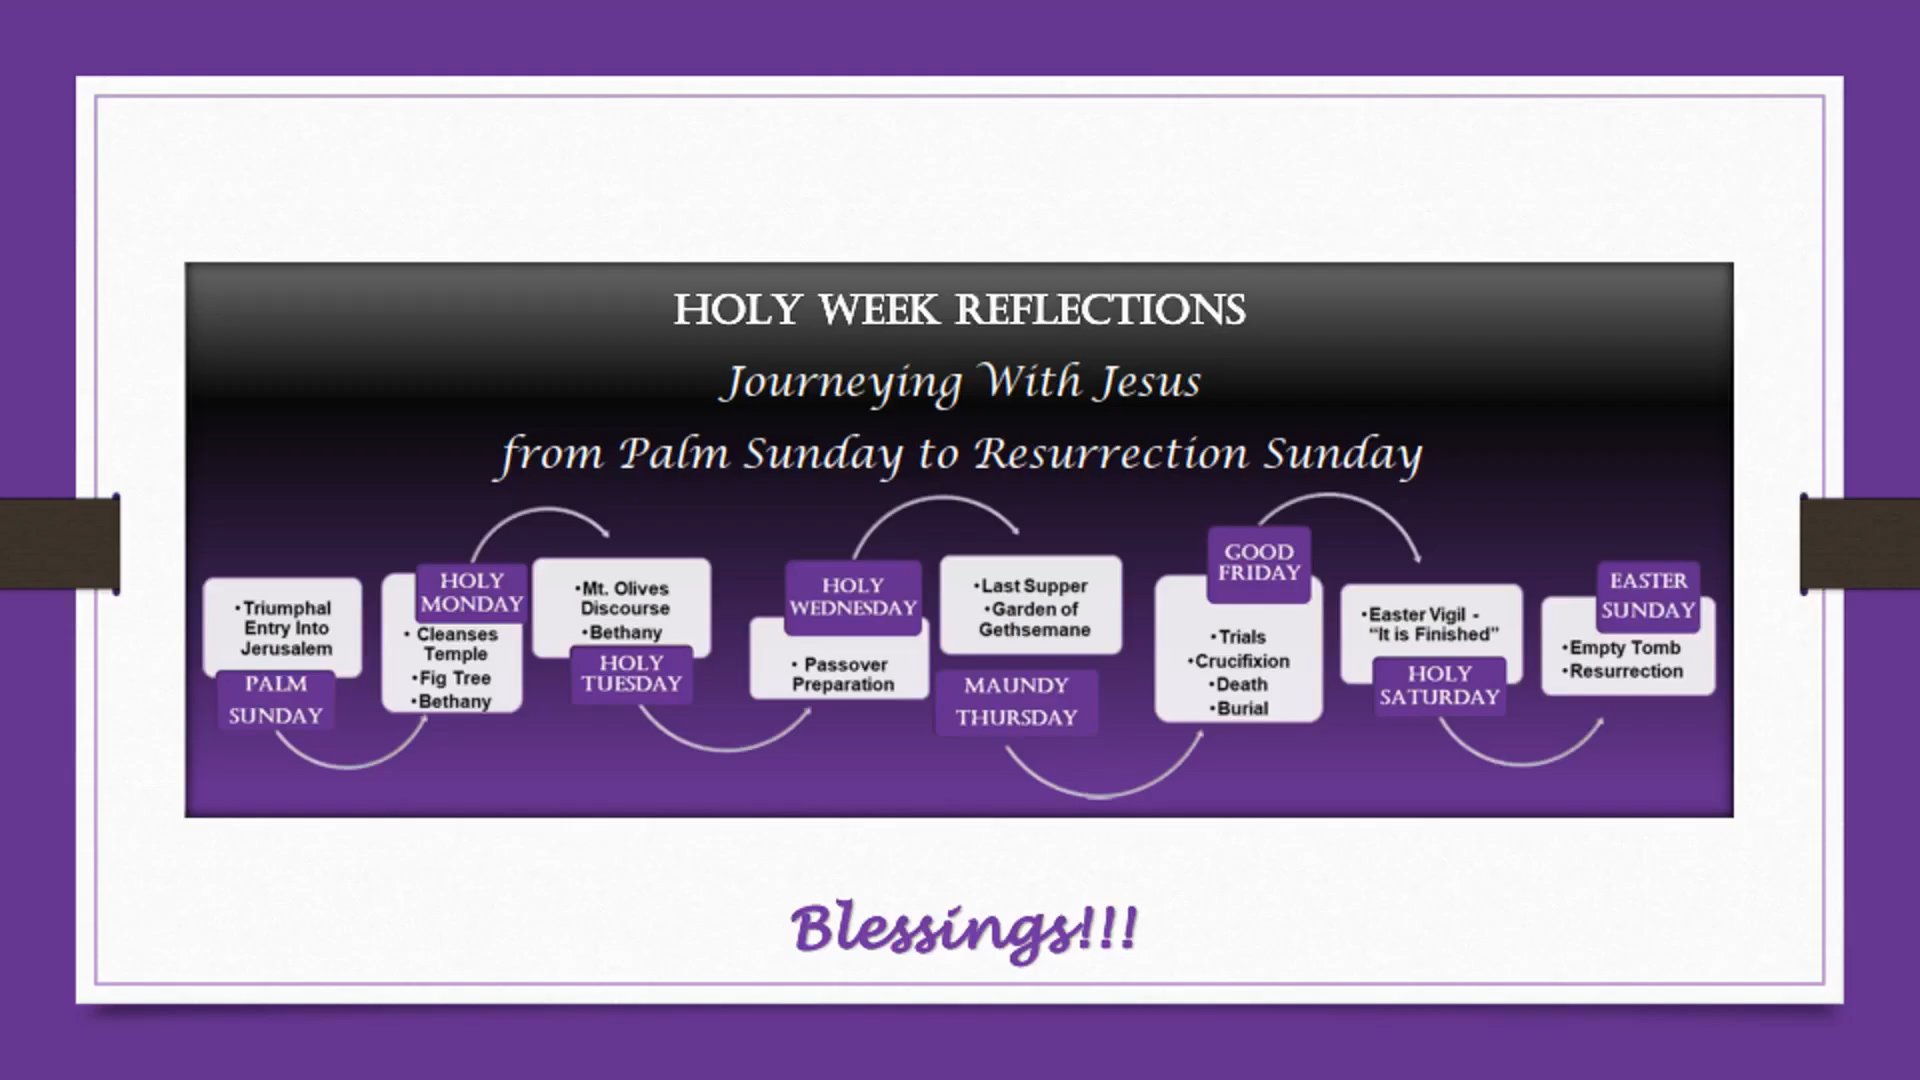 HOLY WEEK REFLECTIONS
Journeying With Jesus
from Palm Sunday to Resurrection Sunday
•Triumphal
Entry Into
Jerusalem
PALM
SUNDAY
HOLY
MONDAY
• Cleanses
Temple
•Fig Tree
•Bethany
•Mt. Olives
Discourse
•Bethany
HOLY
TUESDAY
HOLY
WEDNESDAY
• Passover
Preparation
•Last Supper
•Garden of
Gethsemane
MAUNDY
THURSDAY
GOOD
FRIDAY
•Trials
•Crucifixion
•Death
•Burial
•Easter Vigil -
“It is Finished”
HOLY
SATURDAY
EASTER
SUNDAY
•Empty Tomb
•Resurrection
Blessings!!!